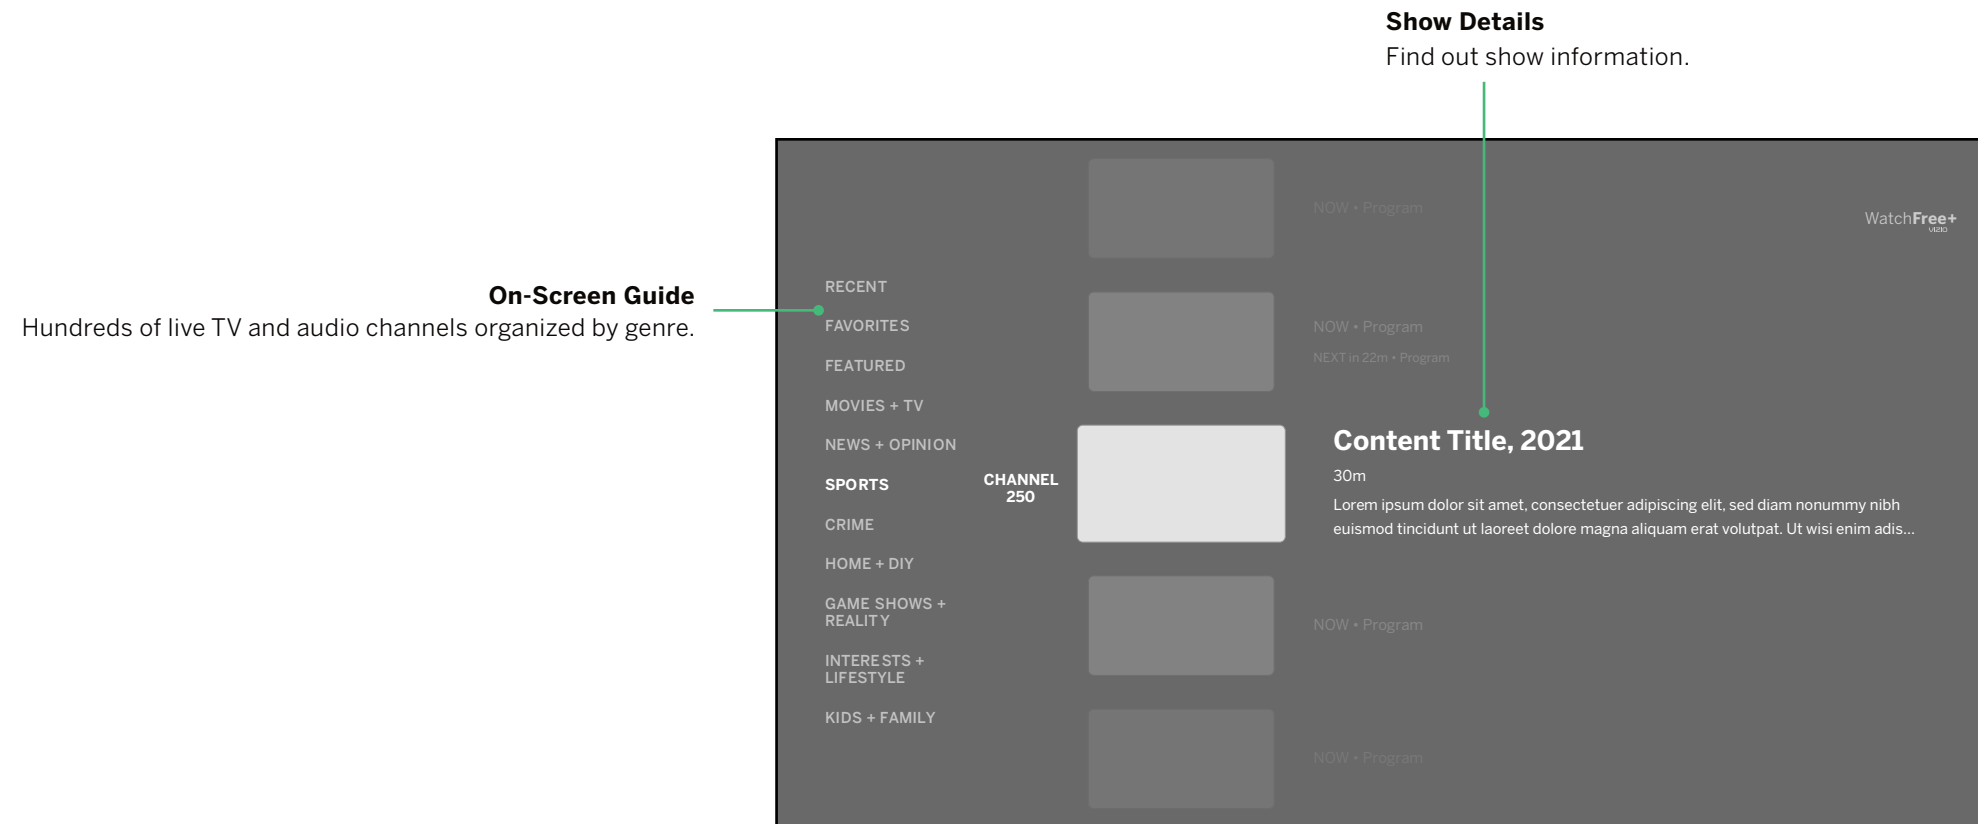 Show Details
Find out show information.
On-Screen Guide
Hundreds of live TV and audio channels organized by genre.
WatchFree+
VIZIO
RECENT
FAVORITES
FEATURED
MOVIES + TV
NEWS + OPINION
SPORTS
CRIME
HOME + DIY
GAME SHOWS +
REALITY
INTERESTS +
LIFESTYLE
KIDS + FAMILY
CHANNEL
250
NOW • Program
NOW • Program
NEXT in 22m • Program
Content Title, 2021
30m
Lorem ipsum dolor sit amet, consectetuer adipiscing elit, sed diam nonummy nibh
euismod tincidunt ut laoreet dolore magna aliquam erat volutpat. Ut wisi enim adis...
NOW • Program
NOW • Program